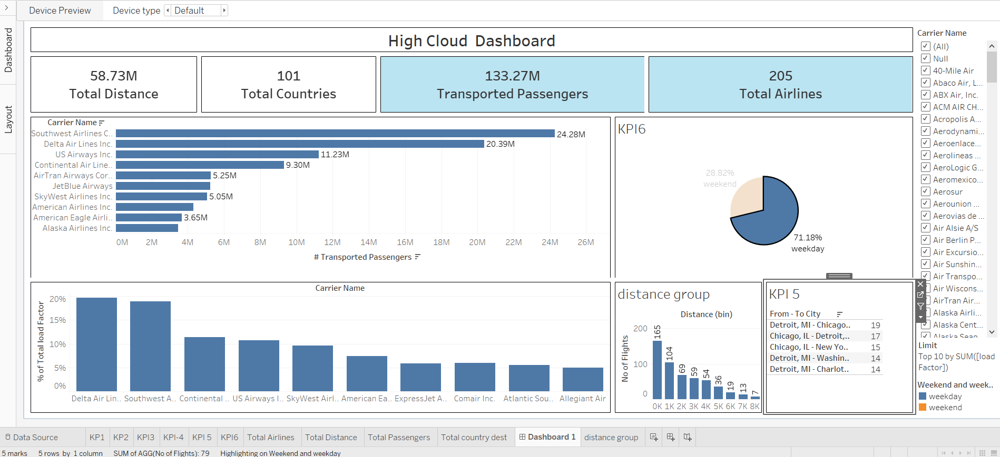 Device Preview
Device type
Default
Dashboard
Layout
High Cloud  Dashboard
58.73M
Total Distance
101
Total Countries
133.27M
Transported Passengers
205
Total Airlines
Carrier Name
Southwest Airlines C.. 24.28M
Delta Air Lines Inc. 20.39M
US Airways Inc. 11.23M
Continental Air Line.. 9.30M
AirTran Airways Cor.. 5.25M
JetBlue Airways
SkyWest Airlines Inc. 5.05M
American Airlines Inc.
American Eagle Airli.. 3.65M
Alaska Airlines Inc.
0M 2M 4M 6M 8M 10M 12M 14M 16M 18M 20M 22M 24M 26M
# Transported Passengers
KPI6
28.82%
weekend
71.18%
weekday
Carrier Name
% of Total load Factor
20%
15%
10%
5%
0%
Delta Air Lin.. Southwest A.. Continental .. US Airways I.. SkyWest Airl.. American Ea.. ExpressJet A.. Comair Inc. Atlantic Sou.. Allegiant Air
distance group
Distance (bin)
No of Flights
200
100
0
165 104 69 59 54 36 19 13 7
0K 1K 2K 3K 4K 5K 6K 7K 8K
KPI 5
From - To City
Detroit, MI - Chicago.. 19
Chicago, IL - Detroit,.. 17
Chicago, IL - New Yo.. 15
Detroit, MI - Washin.. 14
Detroit, MI - Charlot.. 14
Carrier Name
(All)
Null
40-Mile Air
Abaco Air, L...
ABX Air, Inc.
ACM AIR CH...
Acropolis A...
Aerodynami...
Aeroenlace...
Aerolineas ...
AeroLogic G...
Aeromexico...
Aerosur
Aerounion ...
Aerovias de ...
Air Alsie A/S
Air Berlin P...
Air Excursio...
Air Sunshin...
Air Transpo...
Air Wiscons...
AirTran Air...
Alaska Airli...
Alaska Cent...
Alaska Sean...
Limit
Top 10 by SUM([load
Factor])
Weekend and week..
weekday
weekend
Data Source
KP1
KP2
KPI3
KPI-4
KPI 5
KPI6
Total Airlines
Total Distance
Total Passengers
Total country dest
Dashboard 1
distance group
5 marks
5 rows by 1 column
SUM of AGG(No of Flights): 79
Highlighting on Weekend and weekday